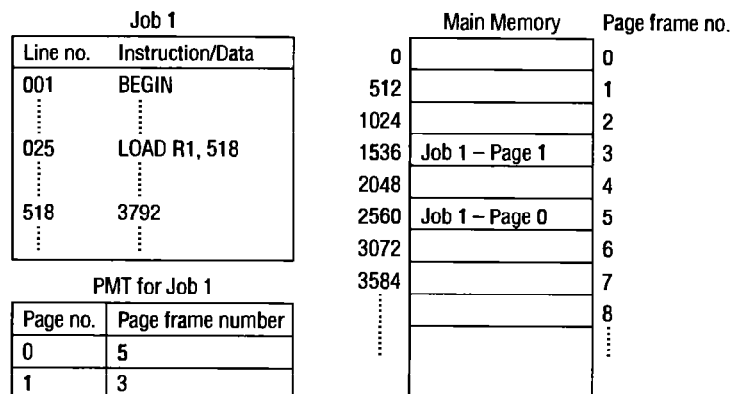 Job 1
Line no. Instruction/Data
001 BEGIN
025 LOAD R1, 518
518 3792
PMT for Job 1
Page no. Page frame number
0 5
1 3
Main Memory Page frame no.
0 0
512 1
1024 2
1536 Job 1 – Page 1 3
2048 4
2560 Job 1 – Page 0 5
3072 6
3584 7
8